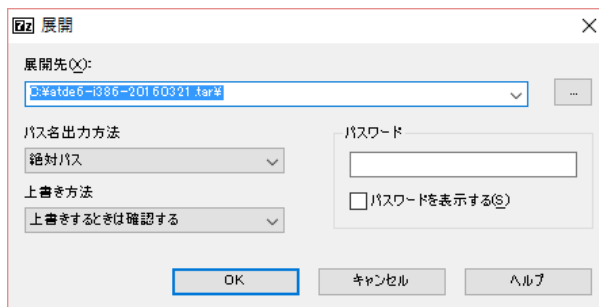 7z 展開
展開先(X):
C:¥atde6-i386-20160321.tar¥
...
パス名出力方法
絶対パス
上書き方法
上書きするときは確認する
パスワード
パスワードを表示する(S)
OK
キャンセル
ヘルプ